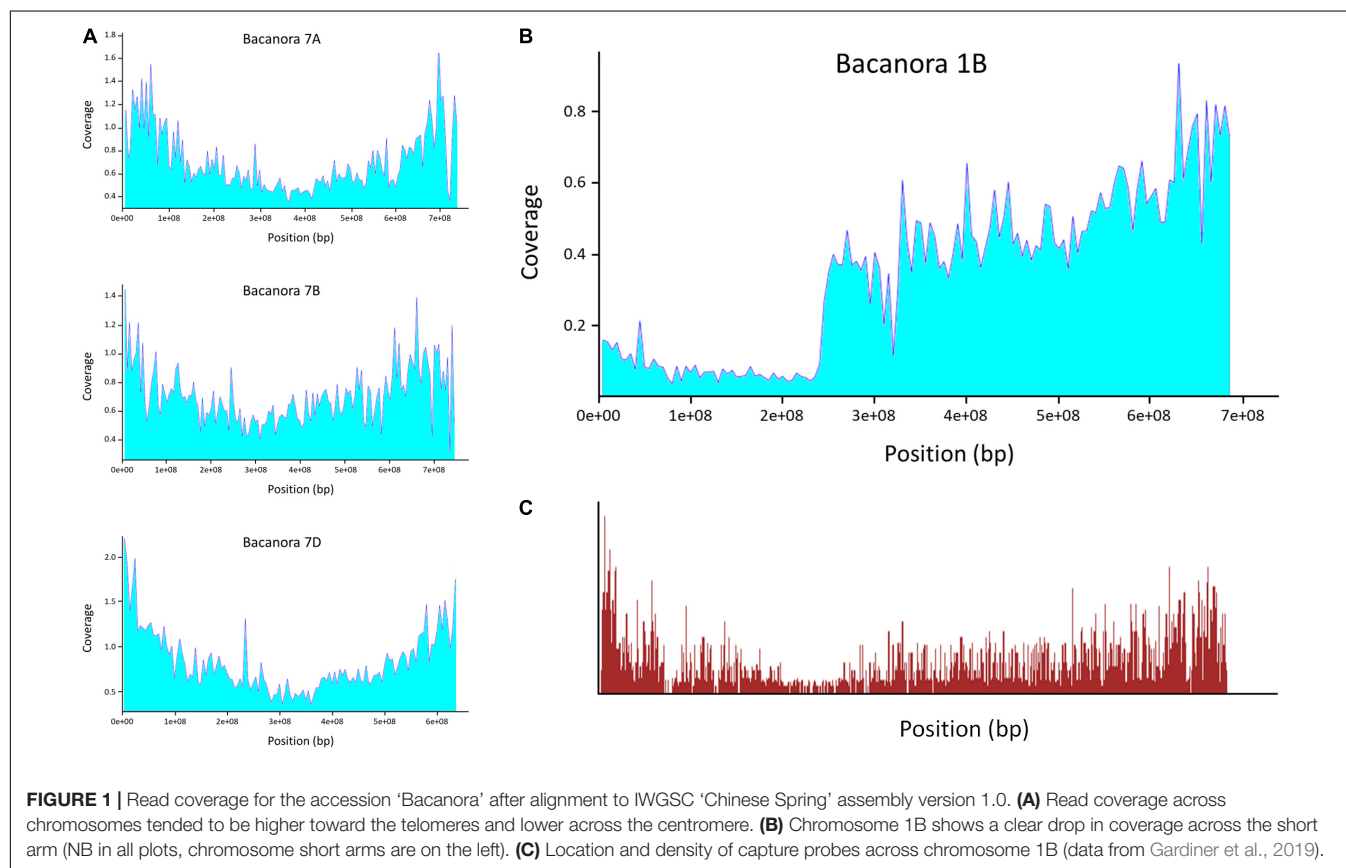 A
Bacanora 7A
Coverage
1.8
1.6
1.4
1.2
1.0
0.8
0.6
0.4
0e+00 1e+08 2e+08 3e+08 4e+08 5e+08 6e+08 7e+08
Position (bp)
Bacanora 7B
Coverage
1.4
1.2
1.0
0.8
0.6
0.4
0e+00 1e+08 2e+08 3e+08 4e+08 5e+08 6e+08 7e+08
Position (bp)
Bacanora 7D
Coverage
2.0
1.5
1.0
0.5
0e+00 1e+08 2e+08 3e+08 4e+08 5e+08 6e+08
Position (bp)
B
Bacanora 1B
Coverage
0.8
0.6
0.4
0.2
0e+00 1e+08 2e+08 3e+08 4e+08 5e+08 6e+08 7e+08
Position (bp)
C
Position (bp)
FIGURE 1 | Read coverage for the accession ‘Bacanora’ after alignment to IWGSC ‘Chinese Spring’ assembly version 1.0. (A) Read coverage across
chromosomes tended to be higher toward the telomeres and lower across the centromere. (B) Chromosome 1B shows a clear drop in coverage across the short
arm (NB in all plots, chromosome short arms are on the left). (C) Location and density of capture probes across chromosome 1B (data from Gardiner et al., 2019).